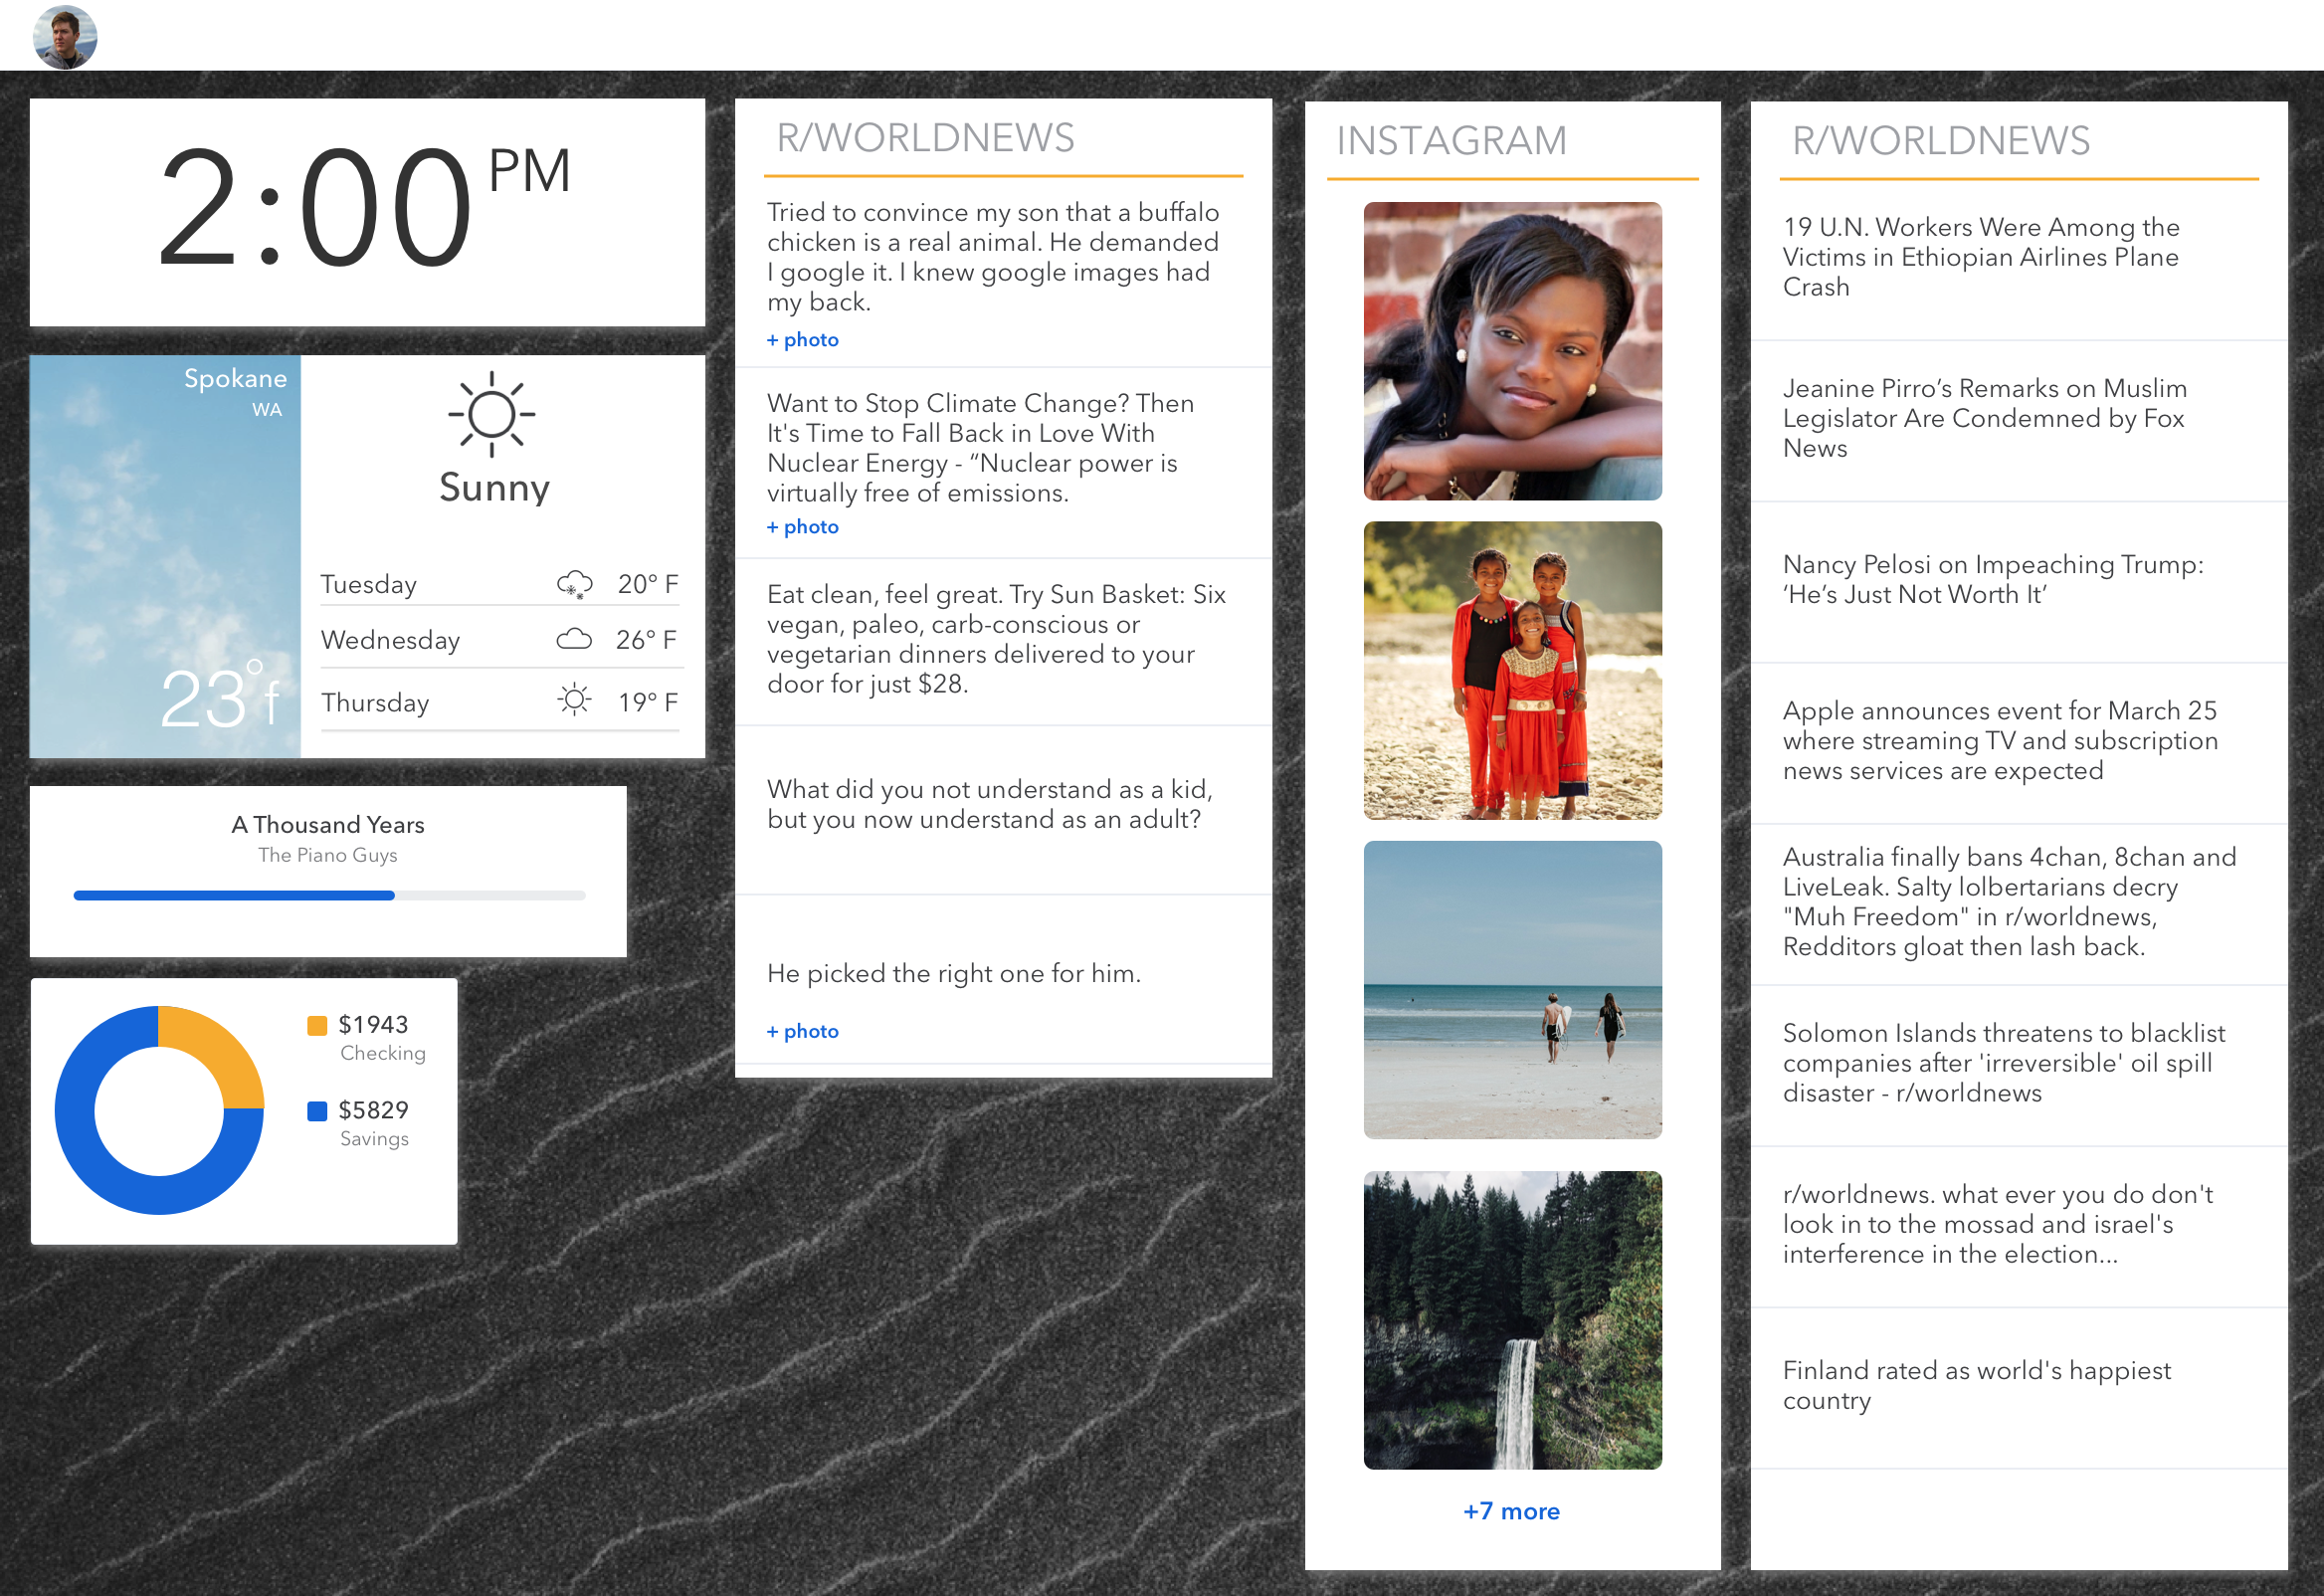 2:00 PM
Spokane
WA
23°f
Sunny
Tuesday 20° F
Wednesday 26° F
Thursday 19° F
A Thousand Years
The Piano Guys
$1943
Checking
$5829
Savings
R/WORLDNEWS
Tried to convince my son that a buffalo
chicken is a real animal. He demanded
I google it. I knew google images had
my back.
+ photo
Want to Stop Climate Change? Then
It's Time to Fall Back in Love With
Nuclear Energy - “Nuclear power is
virtually free of emissions.
+ photo
Eat clean, feel great. Try Sun Basket: Six
vegan, paleo, carb-conscious or
vegetarian dinners delivered to your
door for just $28.
What did you not understand as a kid,
but you now understand as an adult?
He picked the right one for him.
+ photo
INSTAGRAM
+7 more
R/WORLDNEWS
19 U.N. Workers Were Among the
Victims in Ethiopian Airlines Plane
Crash
Jeanine Pirro’s Remarks on Muslim
Legislator Are Condemned by Fox
News
Nancy Pelosi on Impeaching Trump:
‘He’s Just Not Worth It’
Apple announces event for March 25
where streaming TV and subscription
news services are expected
Australia finally bans 4chan, 8chan and
LiveLeak. Salty lolbertarians decry
"Muh Freedom" in r/worldnews,
Redditors gloat then lash back.
Solomon Islands threatens to blacklist
companies after 'irreversible' oil spill
disaster - r/worldnews
r/worldnews. what ever you do don't
look in to the mossad and israel's
interference in the election...
Finland rated as world's happiest
country